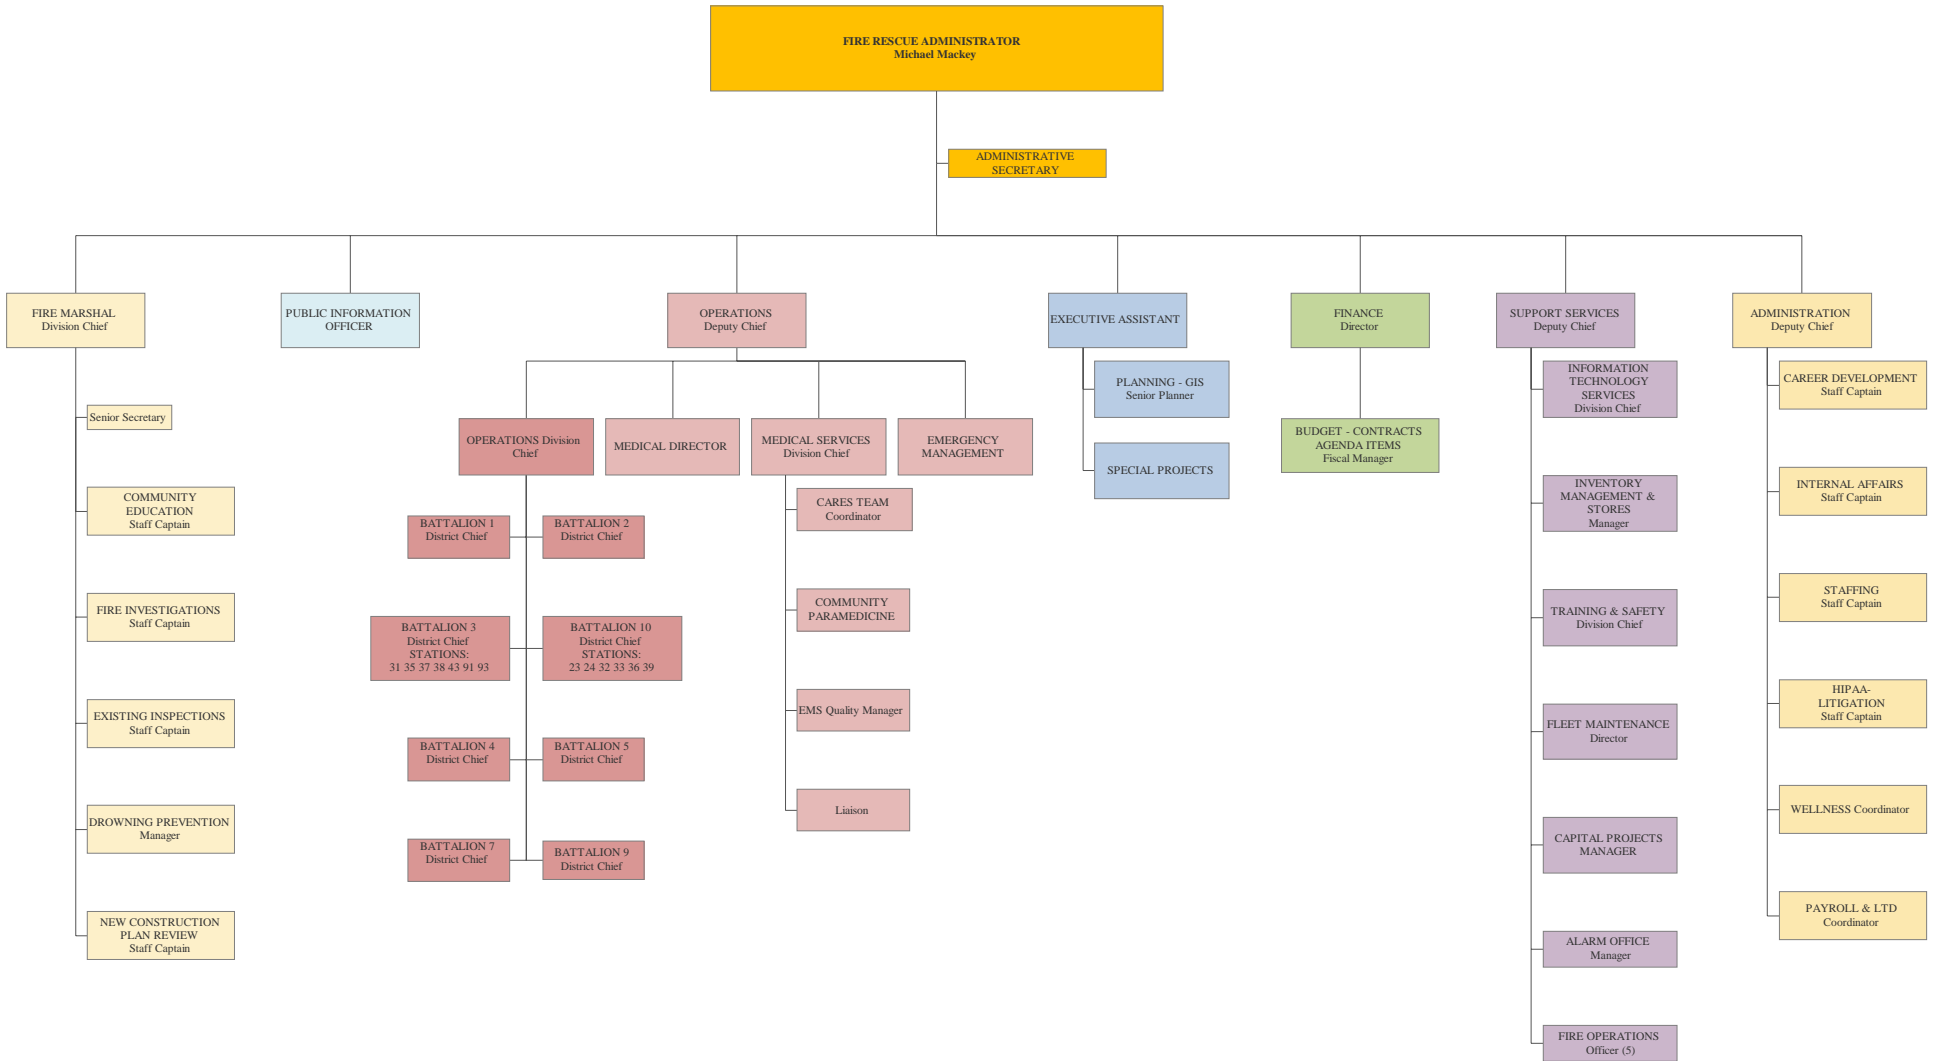 FIRE RESCUE ADMINISTRATOR
Michael Mackey
ADMINISTRATIVE
SECRETARY
FIRE MARSHAL
Division Chief
PUBLIC INFORMATION
OFFICER
OPERATIONS
Deputy Chief
EXECUTIVE ASSISTANT
FINANCE
Director
SUPPORT SERVICES
Deputy Chief
ADMINISTRATION
Deputy Chief
Senior Secretary
COMMUNITY
EDUCATION
Staff Captain
FIRE INVESTIGATIONS
Staff Captain
EXISTING INSPECTIONS
Staff Captain
DROWNING PREVENTION
Manager
NEW CONSTRUCTION
PLAN REVIEW
Staff Captain
OPERATIONS Division
Chief
MEDICAL DIRECTOR
MEDICAL SERVICES
Division Chief
EMERGENCY
MANAGEMENT
BATTALION 1
District Chief
BATTALION 2
District Chief
BATTALION 3
District Chief
STATIONS:
31 35 37 38 43 91 93
BATTALION 10
District Chief
STATIONS:
23 24 32 33 36 39
BATTALION 4
District Chief
BATTALION 5
District Chief
BATTALION 7
District Chief
BATTALION 9
District Chief
CARES TEAM
Coordinator
COMMUNITY
PARAMEDICINE
EMS Quality Manager
Liaison
PLANNING - GIS
Senior Planner
SPECIAL PROJECTS
BUDGET - CONTRACTS
AGENDA ITEMS
Fiscal Manager
INFORMATION
TECHNOLOGY
SERVICES
Division Chief
INVENTORY
MANAGEMENT &
STORES
Manager
TRAINING & SAFETY
Division Chief
FLEET MAINTENANCE
Director
CAPITAL PROJECTS
MANAGER
ALARM OFFICE
Manager
FIRE OPERATIONS
Officer (5)
CAREER DEVELOPMENT
Staff Captain
INTERNAL AFFAIRS
Staff Captain
STAFFING
Staff Captain
HIPAA-
LITIGATION
Staff Captain
WELLNESS Coordinator
PAYROLL & LTD
Coordinator